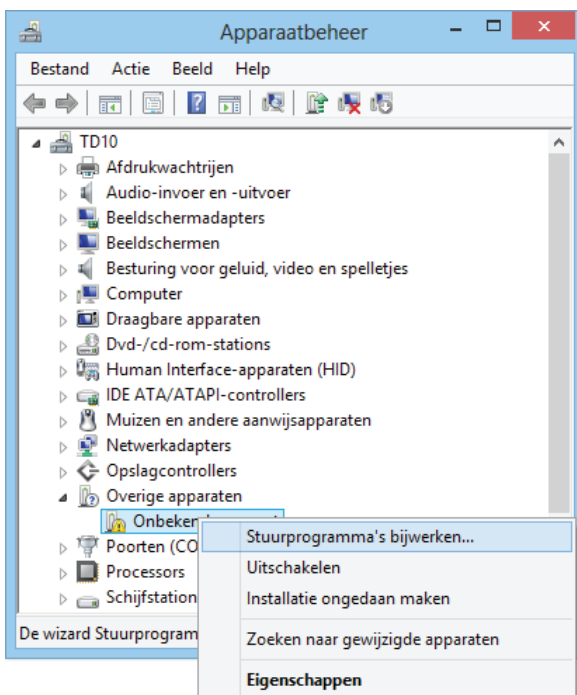 Apparaatbeheer
Bestand Actie Beeld Help
TD10
Afdrukwachtrijen
Audio-invoer en -uitvoer
Beeldschermadapters
Beeldschermen
Besturing voor geluid, video en spelletjes
Computer
Draagbare apparaten
Dvd-/cd-rom-stations
Human Interface-apparaten (HID)
IDE ATA/ATAPI-controllers
Muizen en andere aanwijsapparaten
Netwerkadapters
Opslagcontrollers
Overige apparaten
Poorten (CO
Processors
Schijfstation
De wizard Stuurprogram
Stuurprogramma's bijwerken...
Uitschakelen
Installatie ongedaan maken
Zoeken naar gewijzigde apparaten
Eigenschappen